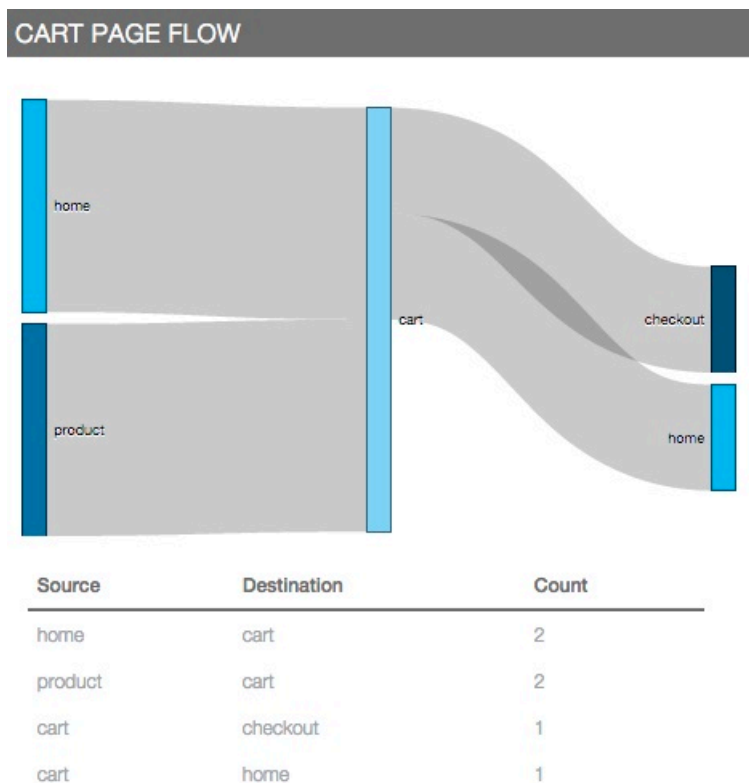 CART PAGE FLOW
home
cart
checkout
product
home
Source Destination Count
home cart 2
product cart 2
cart checkout 1
cart home 1